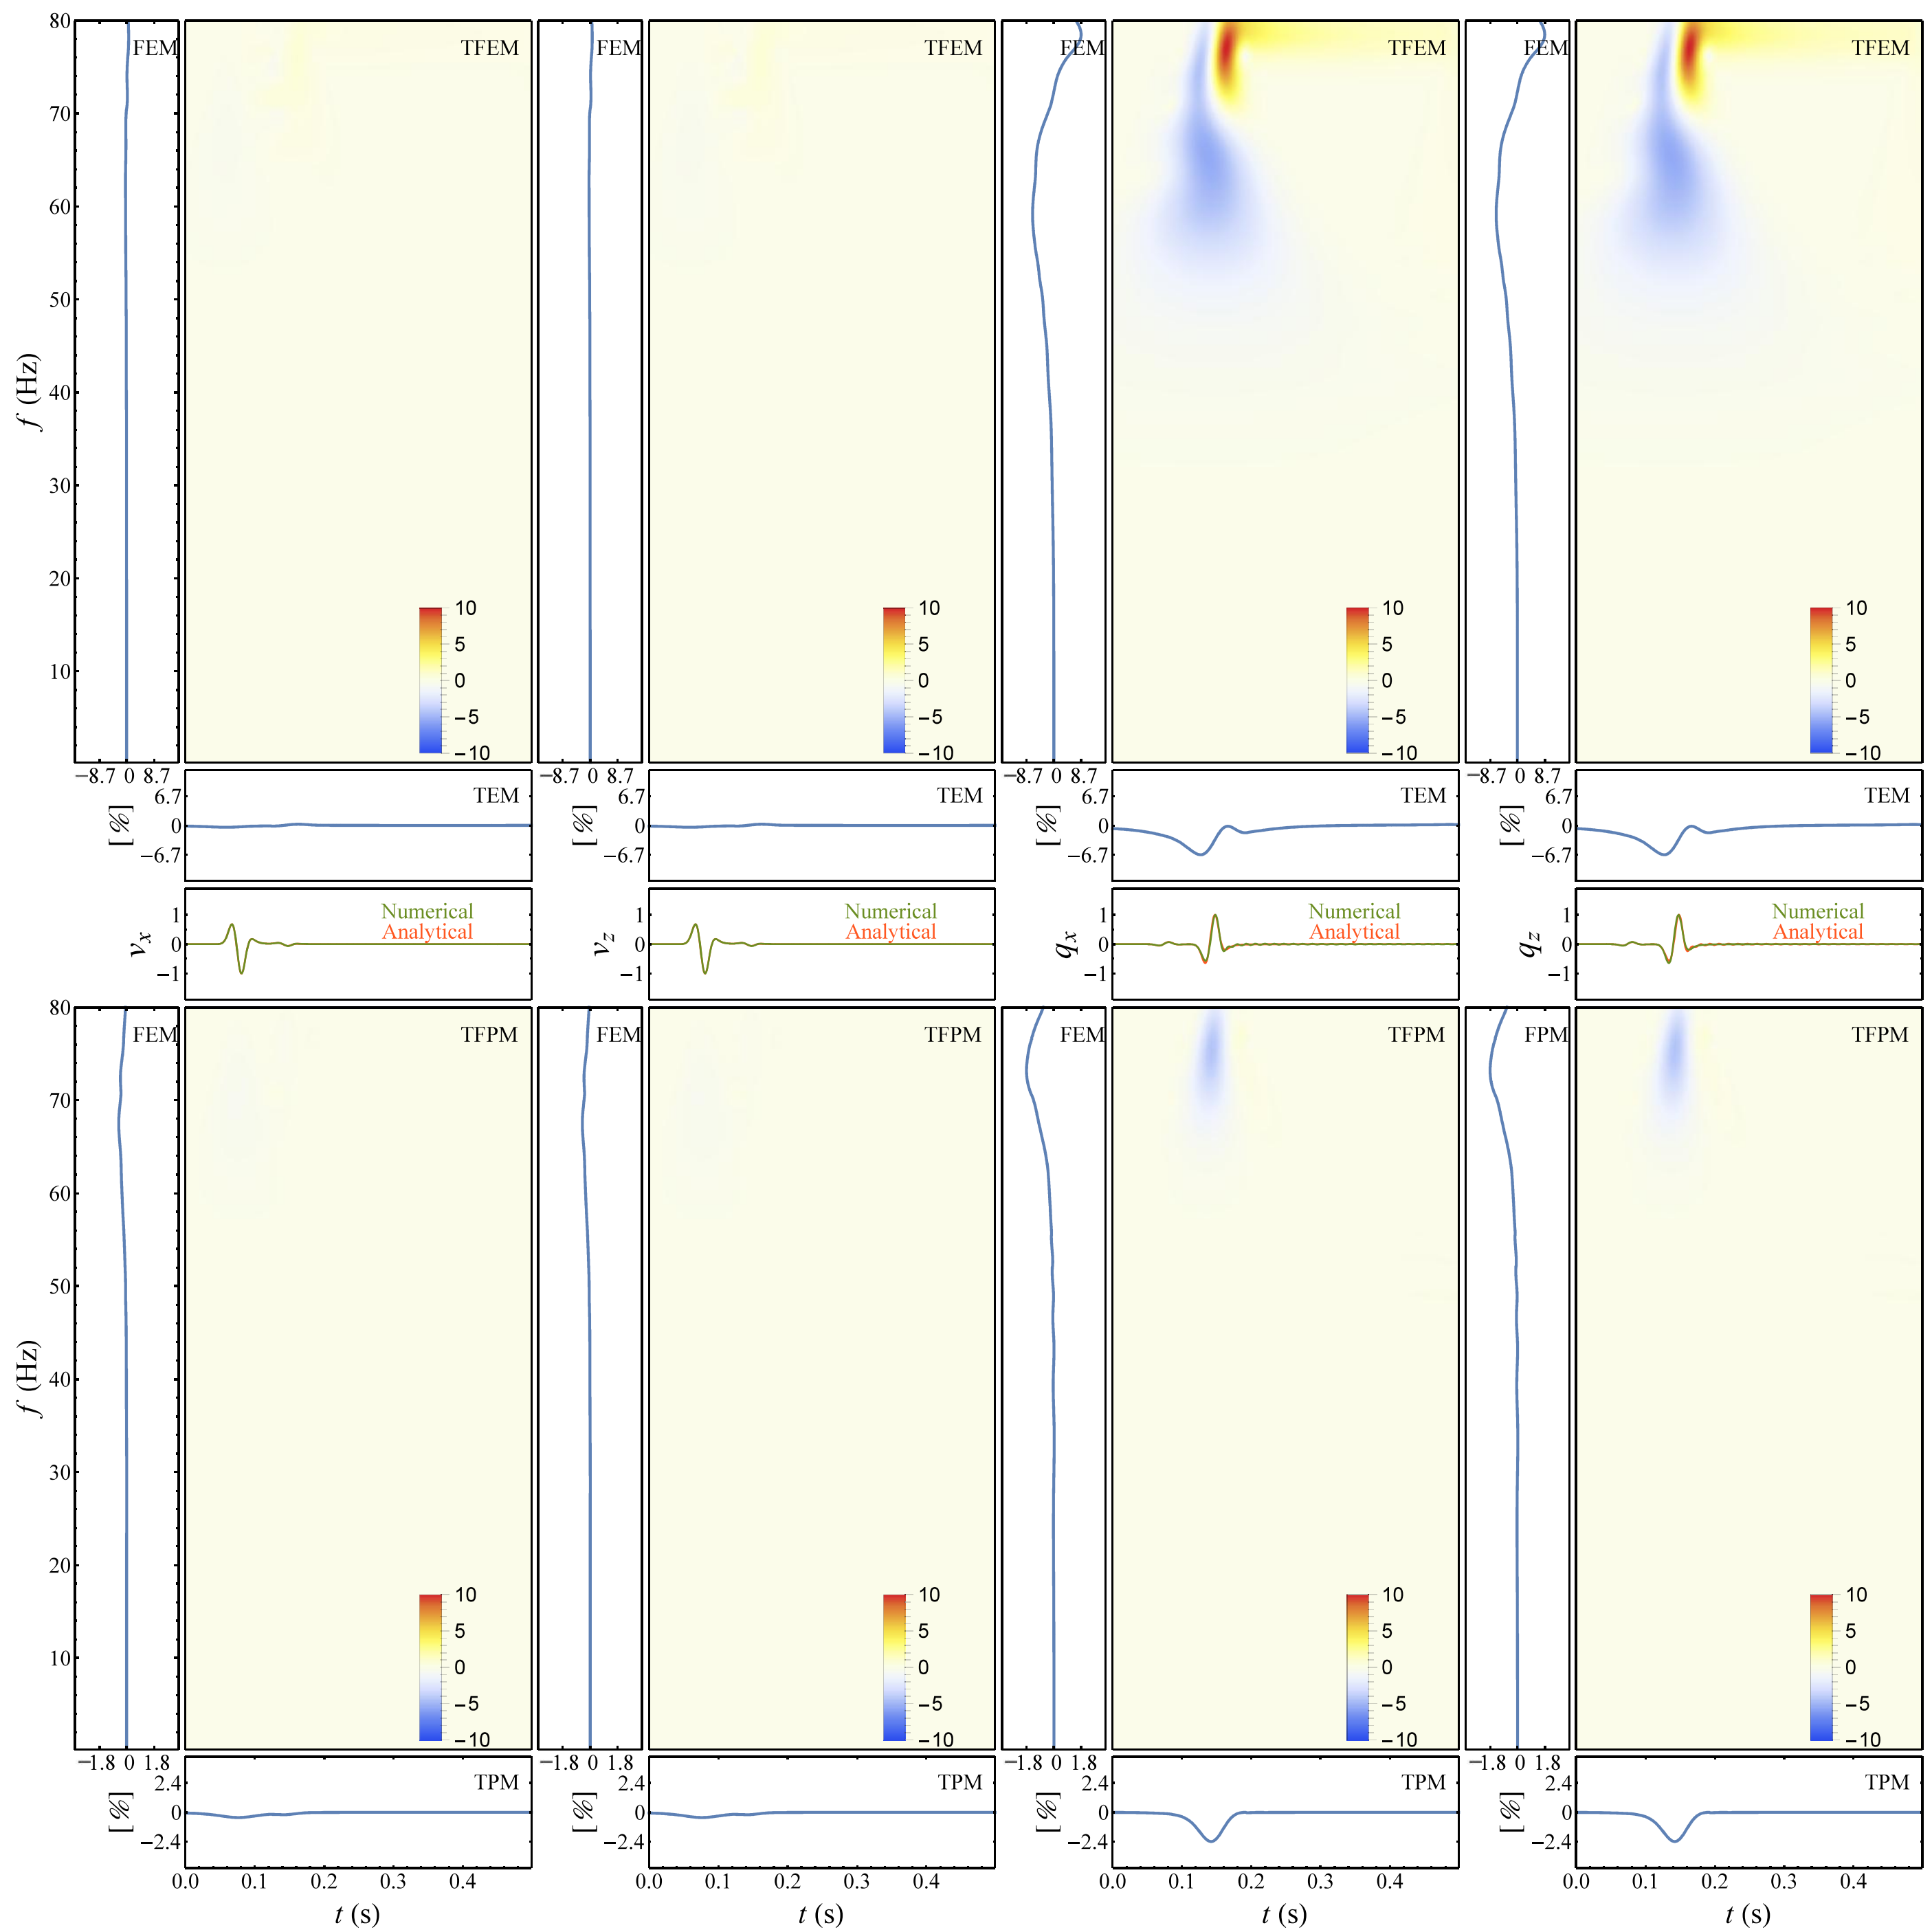 80 FEM TFEM FEM TFEM FEM TFEM FEM TFEM
70
60
50
f (Hz)
40
30
20
10 10 10 10
5 5 5 5
10
0 0 0 0
−5 −5 −5 −5
−10 −10 −10 −10
−8.7 0 8.7 −8.7 0 8.7 −8.7 0 8.7 −8.7 0 8.7
[%] 6.7 0 −6.7 TEM [%] 6.7 0 −6.7 TEM [%] 6.7 0 −6.7 TEM [%] 6.7 0 −6.7 TEM
vx 1 0 −1 Numerical vz 1 0 −1 Numerical qx 1 0 −1 Numerical qz 1 0 −1 Numerical
Analytical Analytical Analytical Analytical
80 FEM TFPM FEM TFPM FEM TFPM FPM TFPM
70
60
50
f (Hz)
40
30
20
10 10 10 10
5 5 5 5
10
0 0 0 0
−5 −5 −5 −5
−10 −10 −10 −10
−1.8 0 1.8 −1.8 0 1.8 −1.8 0 1.8 −1.8 0 1.8
[%] 2.4 0 −2.4 TPM [%] 2.4 0 −2.4 TPM [%] 2.4 0 −2.4 TPM [%] 2.4 0 −2.4 TPM
0.0 0.1 0.2 0.3 0.4 0.0 0.1 0.2 0.3 0.4 0.0 0.1 0.2 0.3 0.4 0.0 0.1 0.2 0.3 0.4
t (s) t (s) t (s) t (s)